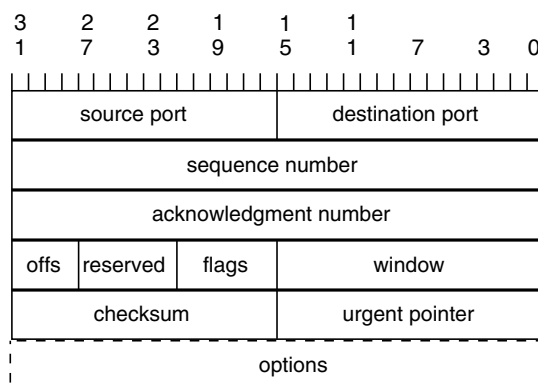 3 2 2 1 1 1
1 7 3 9 5 1 7 3 0
source port destination port
sequence number
acknowledgment number
offs reserved flags window
checksum urgent pointer
options